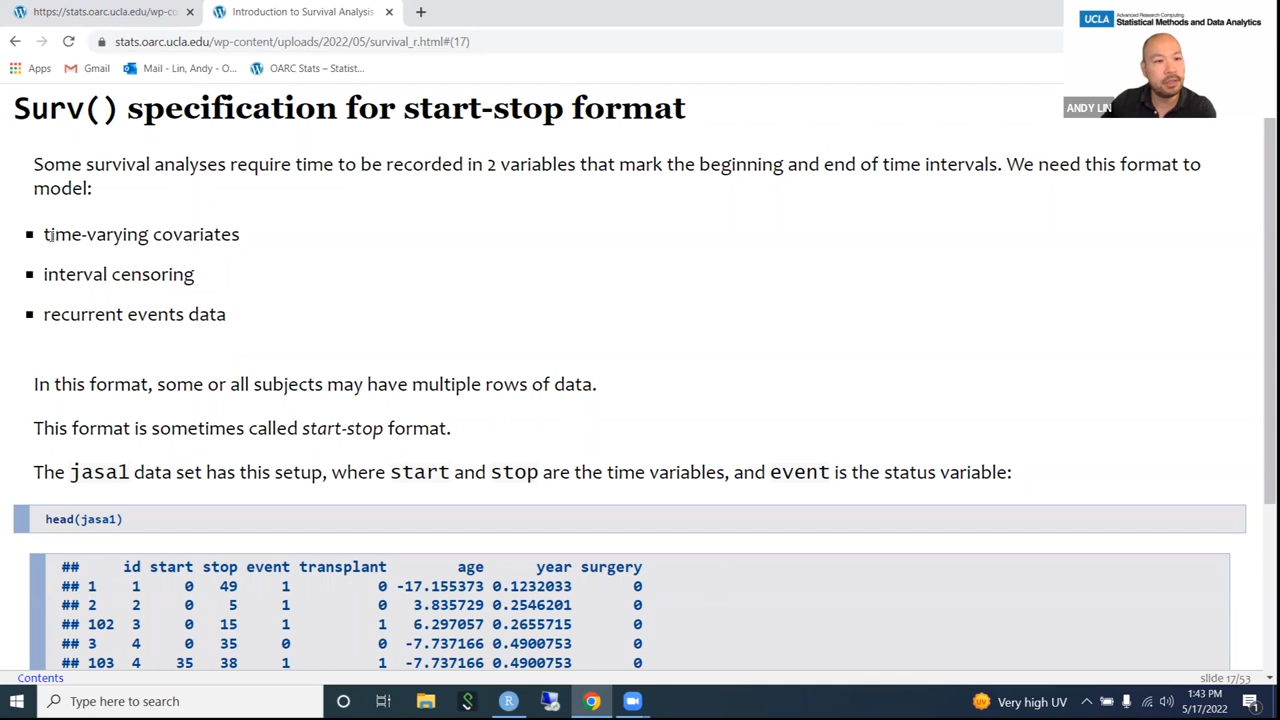 https://stats.oarc.ucla.edu/wp-co
Introduction to Survival Analysis
stats.oarc.ucla.edu/wp-content/uploads/2022/05/survival_r.html#(17)
Apps
Gmail
Mail - Lin, Andy - O...
OARC Stats – Statist...
UCLA
Advanced Research Computing
Statistical Methods and Data Analytics
ANDY LIN
Surv() specification for start-stop format
Some survival analyses require time to be recorded in 2 variables that mark the beginning and end of time intervals. We need this format to
model:
time-varying covariates
interval censoring
recurrent events data
In this format, some or all subjects may have multiple rows of data.
This format is sometimes called start-stop format.
The jasa1 data set has this setup, where start and stop are the time variables, and event is the status variable:
head(jasa1)
## id start stop event transplant age year surgery
## 1 1 0 49 1 0 -17.155373 0.1232033 0
## 2 2 0 5 1 0 3.835729 0.2546201 0
## 102 3 0 15 1 1 6.297057 0.2655715 0
## 3 4 0 35 0 0 -7.737166 0.4900753 0
## 103 4 35 38 1 1 -7.737166 0.4900753 0
Contents
slide 17/53
Type here to search
Very high UV
1:43 PM
5/17/2022